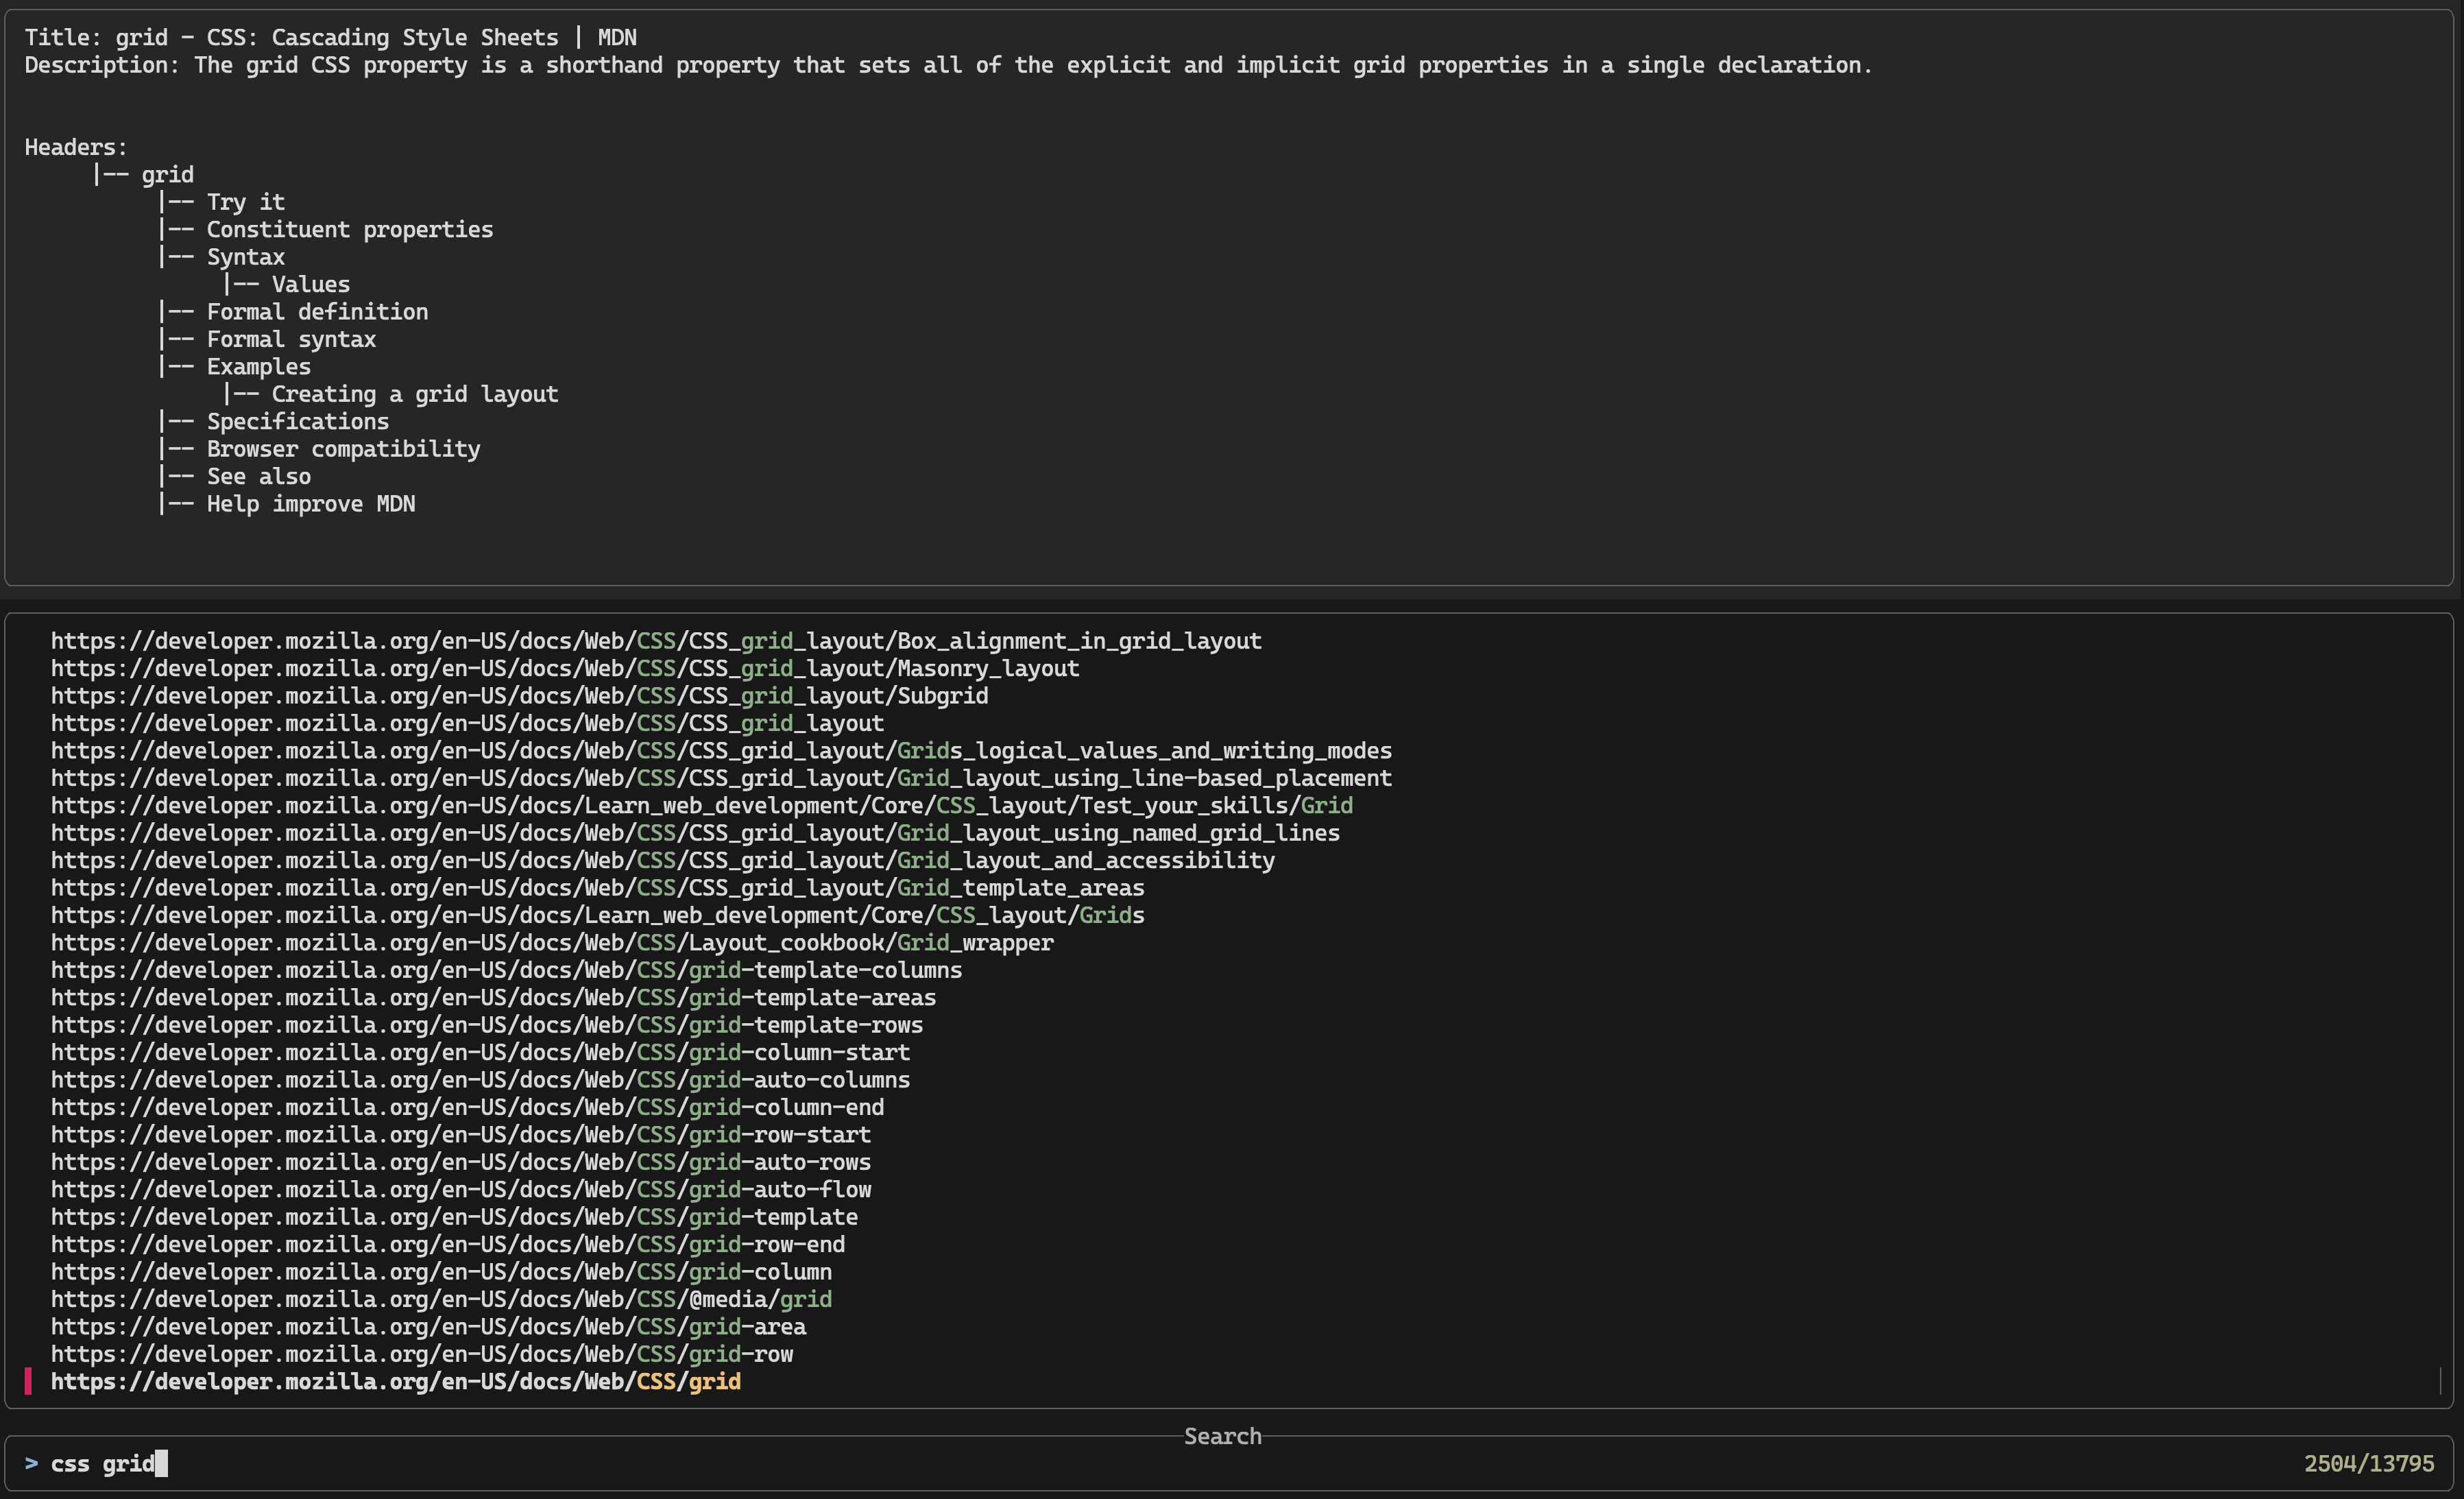 Title: grid - CSS: Cascading Style Sheets | MDN
Description: The grid CSS property is a shorthand property that sets all of the explicit and implicit grid properties in a single declaration.
Headers:
|-- grid
|-- Try it
|-- Constituent properties
|-- Syntax
|-- Values
|-- Formal definition
|-- Formal syntax
|-- Examples
|-- Creating a grid layout
|-- Specifications
|-- Browser compatibility
|-- See also
|-- Help improve MDN
https://developer.mozilla.org/en-US/docs/Web/CSS/CSS_grid_layout/Box_alignment_in_grid_layout
https://developer.mozilla.org/en-US/docs/Web/CSS/CSS_grid_layout/Masonry_layout
https://developer.mozilla.org/en-US/docs/Web/CSS/CSS_grid_layout/Subgrid
https://developer.mozilla.org/en-US/docs/Web/CSS/CSS_grid_layout
https://developer.mozilla.org/en-US/docs/Web/CSS/CSS_grid_layout/Grids_logical_values_and_writing_modes
https://developer.mozilla.org/en-US/docs/Web/CSS/CSS_grid_layout/Grid_layout_using_line-based_placement
https://developer.mozilla.org/en-US/docs/Learn_web_development/Core/CSS_layout/Test_your_skills/Grid
https://developer.mozilla.org/en-US/docs/Web/CSS/CSS_grid_layout/Grid_layout_using_named_grid_lines
https://developer.mozilla.org/en-US/docs/Web/CSS/CSS_grid_layout/Grid_layout_and_accessibility
https://developer.mozilla.org/en-US/docs/Web/CSS/CSS_grid_layout/Grid_template_areas
https://developer.mozilla.org/en-US/docs/Learn_web_development/Core/CSS_layout/Grids
https://developer.mozilla.org/en-US/docs/Web/CSS/Layout_cookbook/Grid_wrapper
https://developer.mozilla.org/en-US/docs/Web/CSS/grid-template-columns
https://developer.mozilla.org/en-US/docs/Web/CSS/grid-template-areas
https://developer.mozilla.org/en-US/docs/Web/CSS/grid-template-rows
https://developer.mozilla.org/en-US/docs/Web/CSS/grid-column-start
https://developer.mozilla.org/en-US/docs/Web/CSS/grid-auto-columns
https://developer.mozilla.org/en-US/docs/Web/CSS/grid-column-end
https://developer.mozilla.org/en-US/docs/Web/CSS/grid-row-start
https://developer.mozilla.org/en-US/docs/Web/CSS/grid-auto-rows
https://developer.mozilla.org/en-US/docs/Web/CSS/grid-auto-flow
https://developer.mozilla.org/en-US/docs/Web/CSS/grid-template
https://developer.mozilla.org/en-US/docs/Web/CSS/grid-row-end
https://developer.mozilla.org/en-US/docs/Web/CSS/grid-column
https://developer.mozilla.org/en-US/docs/Web/CSS/@media/grid
https://developer.mozilla.org/en-US/docs/Web/CSS/grid-area
https://developer.mozilla.org/en-US/docs/Web/CSS/grid-row
https://developer.mozilla.org/en-US/docs/Web/CSS/grid
Search
> css grid 2504/13795